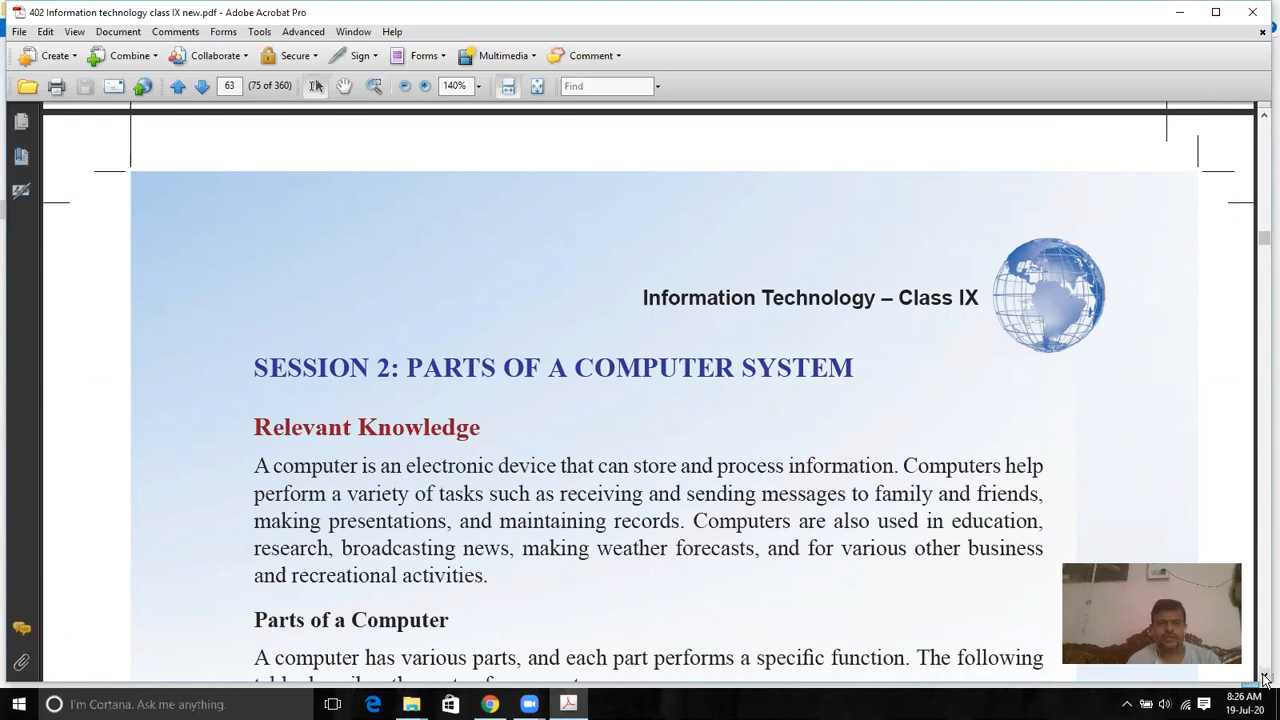 402 Information technology class IX new.pdf - Adobe Acrobat Pro
File Edit View Document Comments Forms Tools Advanced Window Help
Create Combine Collaborate Secure Sign Forms Multimedia Comment
63 (75 of 360) 140% Find
Information Technology – Class IX
SESSION 2: PARTS OF A COMPUTER SYSTEM
Relevant Knowledge
A computer is an electronic device that can store and process information. Computers help
perform a variety of tasks such as receiving and sending messages to family and friends,
making presentations, and maintaining records. Computers are also used in education,
research, broadcasting news, making weather forecasts, and for various other business
and recreational activities.
Parts of a Computer
A computer has various parts, and each part performs a specific function. The following
I'm Cortana. Ask me anything.
8:26 AM
19-Jul-20